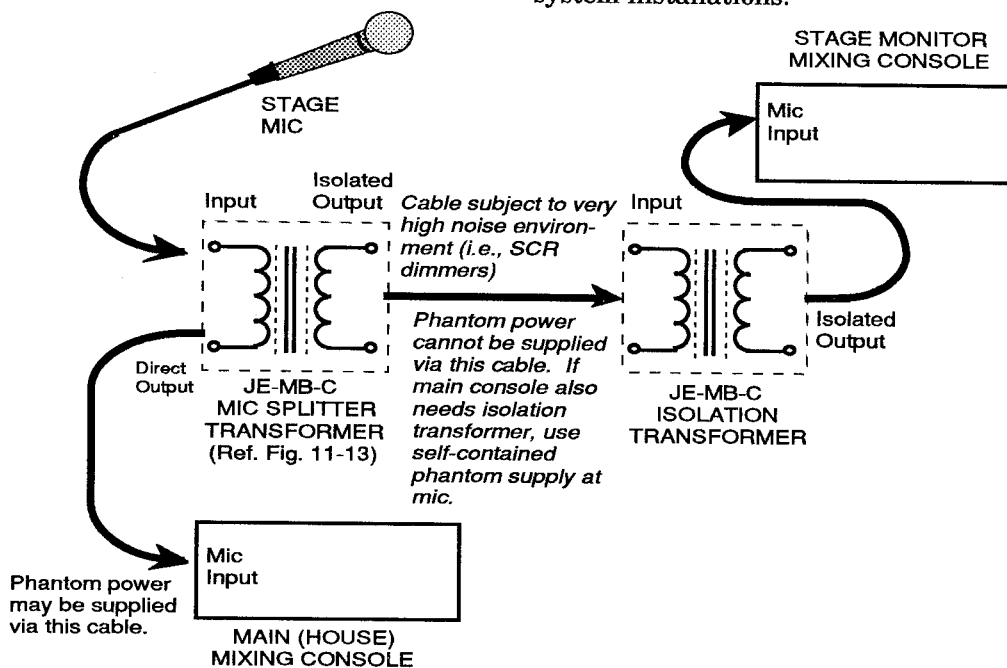 system installations.
STAGE MONITOR
MIXING CONSOLE
Mic
Input
STAGE
MIC
Input
Isolated
Output
Cable subject to very
high noise environ-
ment (i.e., SCR
dimmers)
Input
Phantom power
cannot be supplied
via this cable. If
main console also
needs isolation
transformer, use
self-contained
phantom supply at
mic.
Isolated
Output
Direct
Output
JE-MB-C
MIC SPLITTER
TRANSFORMER
(Ref. Fig. 11-13)
JE-MB-C
ISOLATION
TRANSFORMER
Mic
Input
Phantom power
may be supplied
via this cable.
MAIN (HOUSE)
MIXING CONSOLE